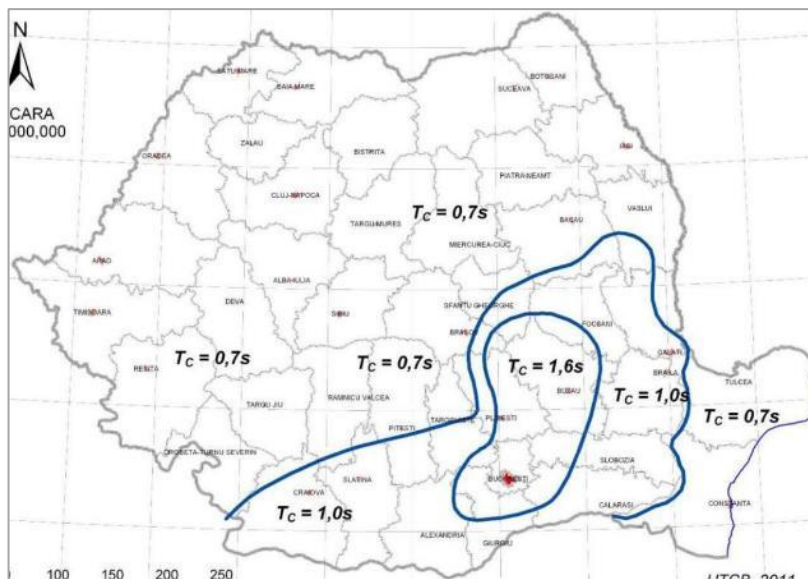 N
CARA
000,000
SATU MARE
BAIA MARE
BOTOSANI
SUCEAVA
ZALAU
ORADEA
BISTRITA
IASI
PIATRA-NEAMT
CLUJ-NAPOCA
VASLUI
TARGU-MURES
T_C = 0,7s
BACAU
MIERCUREA-CIUC
ARAD
ALBA IULIA
DEVA
SFANTU GHEORGHE
TIMISOARA
SIBIU
FOCSANI
BRASOV
GALATI
T_C = 0,7s
T_C = 0,7s
T_C = 1,6s
RESITA
BRAILA
TULCEA
BUZAU
T_C = 1,0s
TARGU JIU
RAMNICU VALCEA
T_C = 0,7s
PLOIESTI
PITESTI
DROBETA-TURNU SEVERIN
SLOBOZIA
SLATINA
BUCURESTI
CRAIOVA
CALARASI
CONSTANTA
T_C = 1,0s
ALEXANDRIA
GIURGIU
0 100 150 200 250
UTCB, 2011